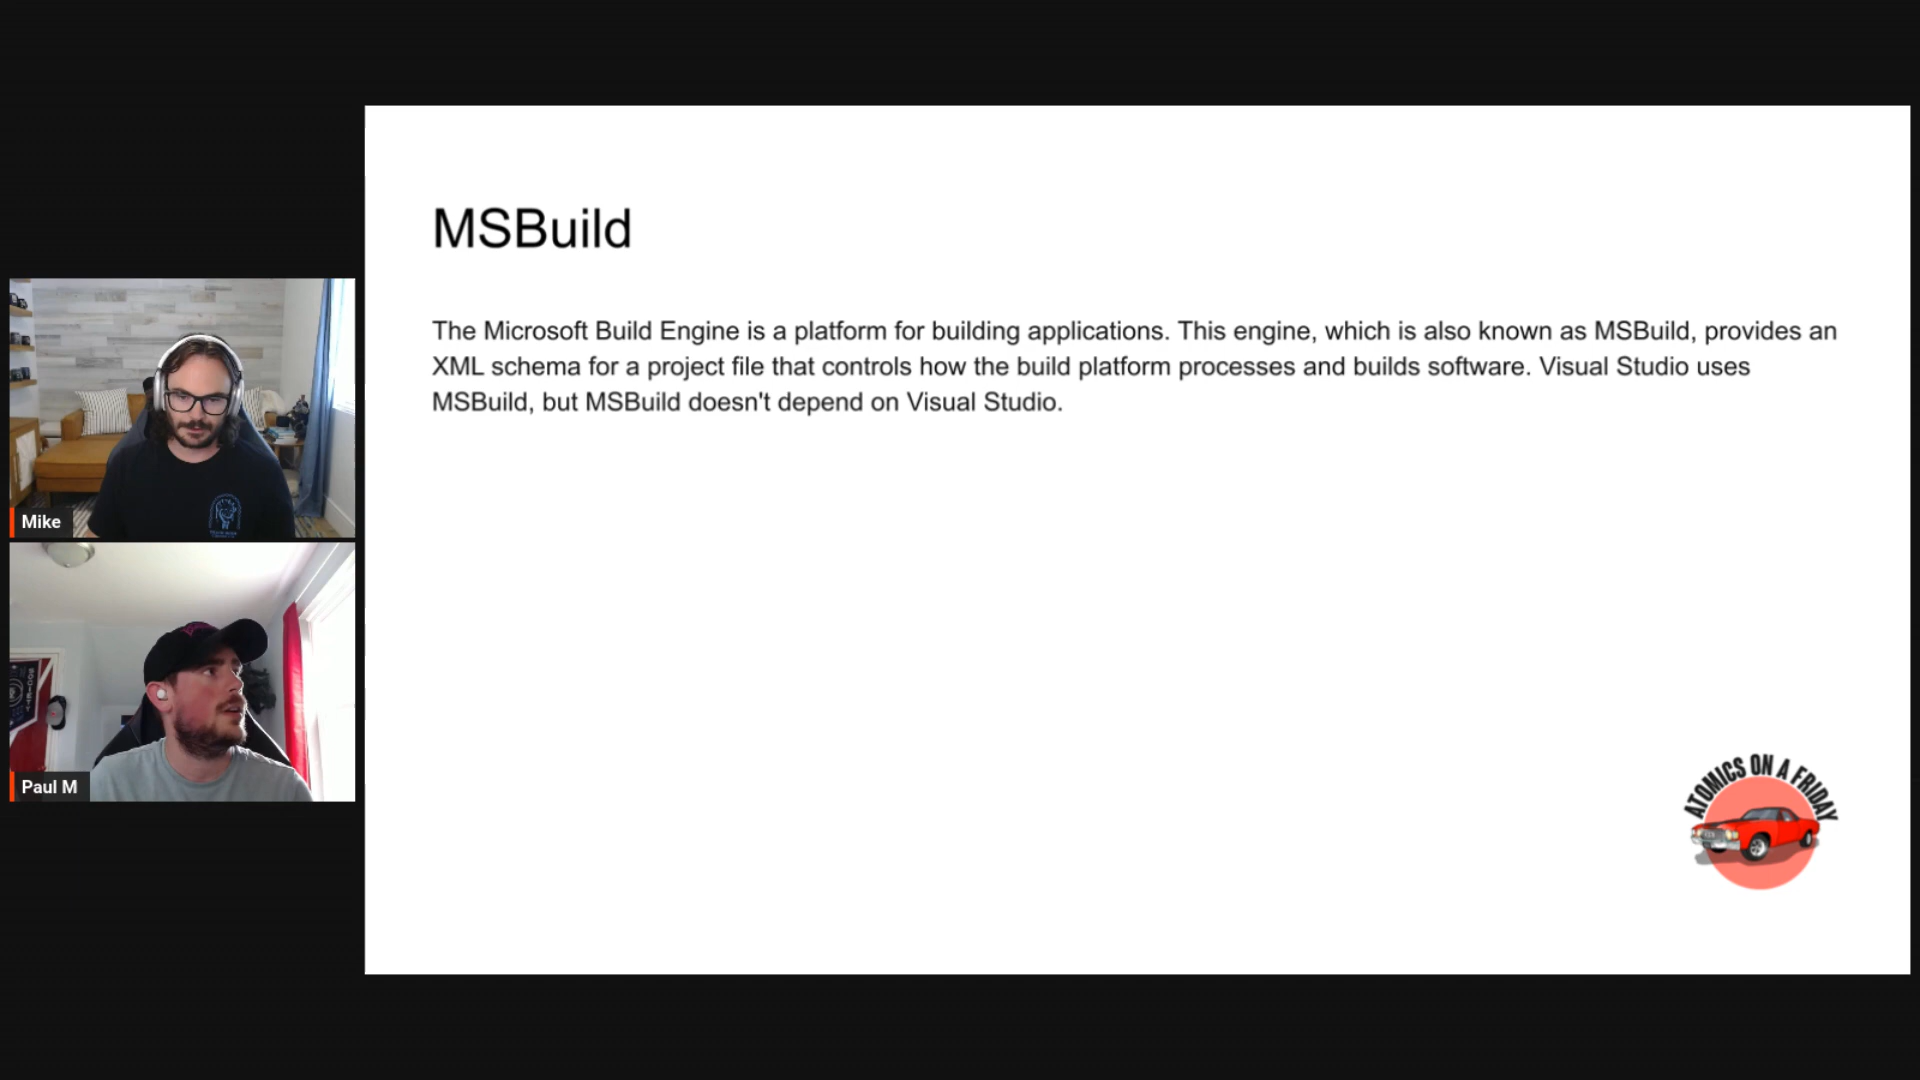 MSBuild
The Microsoft Build Engine is a platform for building applications. This engine, which is also known as MSBuild, provides an
XML schema for a project file that controls how the build platform processes and builds software. Visual Studio uses
MSBuild, but MSBuild doesn't depend on Visual Studio.
Mike
Paul M
ATOMICS ON A FRIDAY